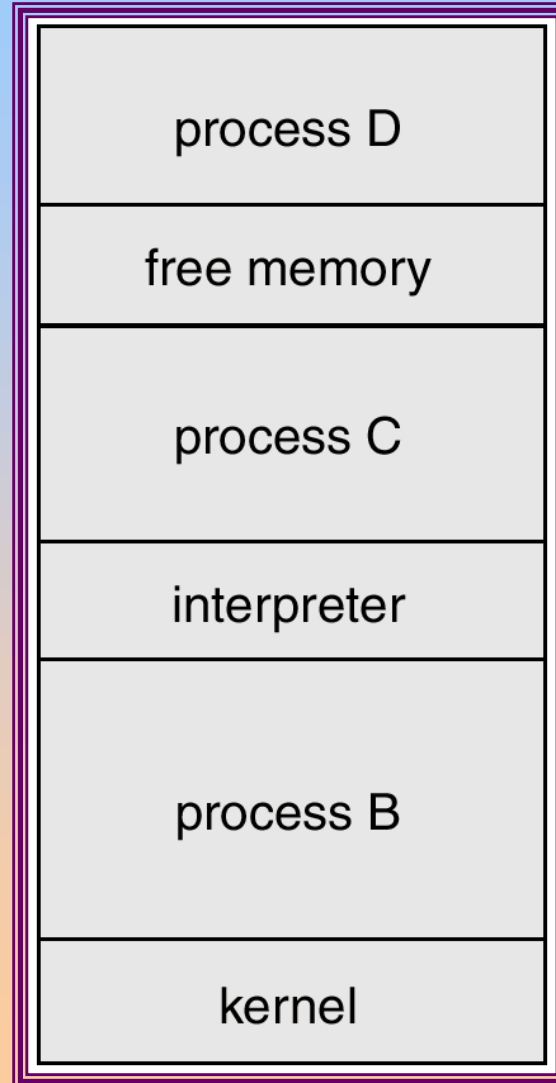 process D
free memory
process C
interpreter
process B
kernel